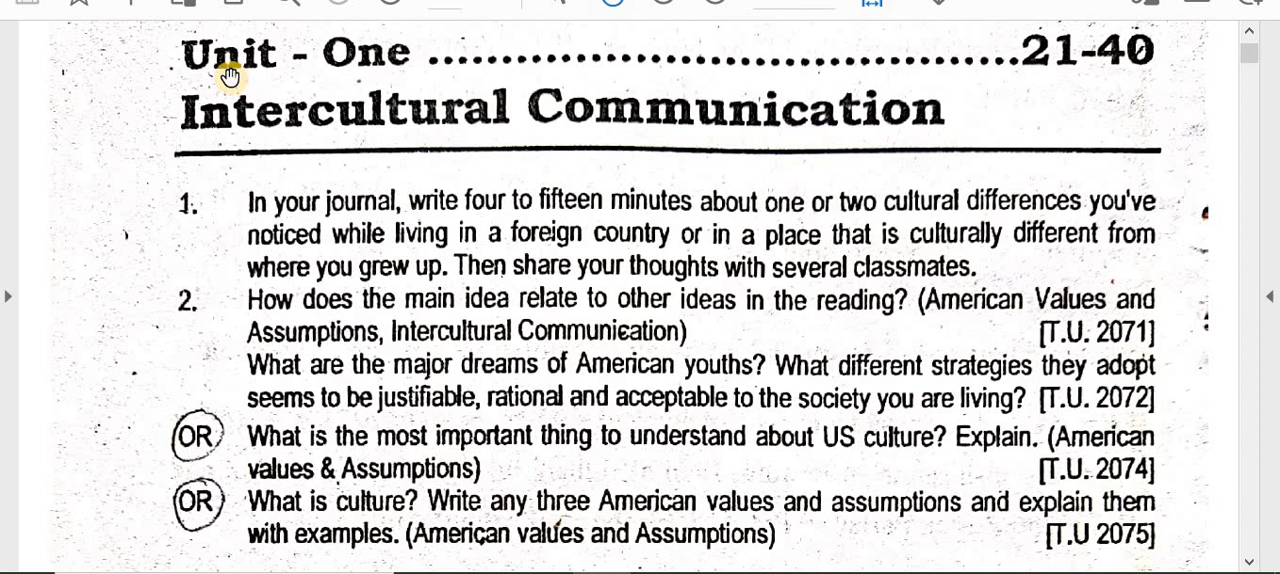 Unit - One ..........................................21-40
Intercultural Communication
1. In your journal, write four to fifteen minutes about one or two cultural differences you've
noticed while living in a foreign country or in a place that is culturally different from
where you grew up. Then share your thoughts with several classmates.
2. How does the main idea relate to other ideas in the reading? (American Values and
Assumptions, Intercultural Communication) [T.U. 2071]
What are the major dreams of American youths? What different strategies they adopt
seems to be justifiable, rational and acceptable to the society you are living? [T.U. 2072]
OR What is the most important thing to understand about US culture? Explain. (American
values & Assumptions) [T.U. 2074]
OR What is culture? Write any three American values and assumptions and explain them
with examples. (American values and Assumptions) [T.U 2075]